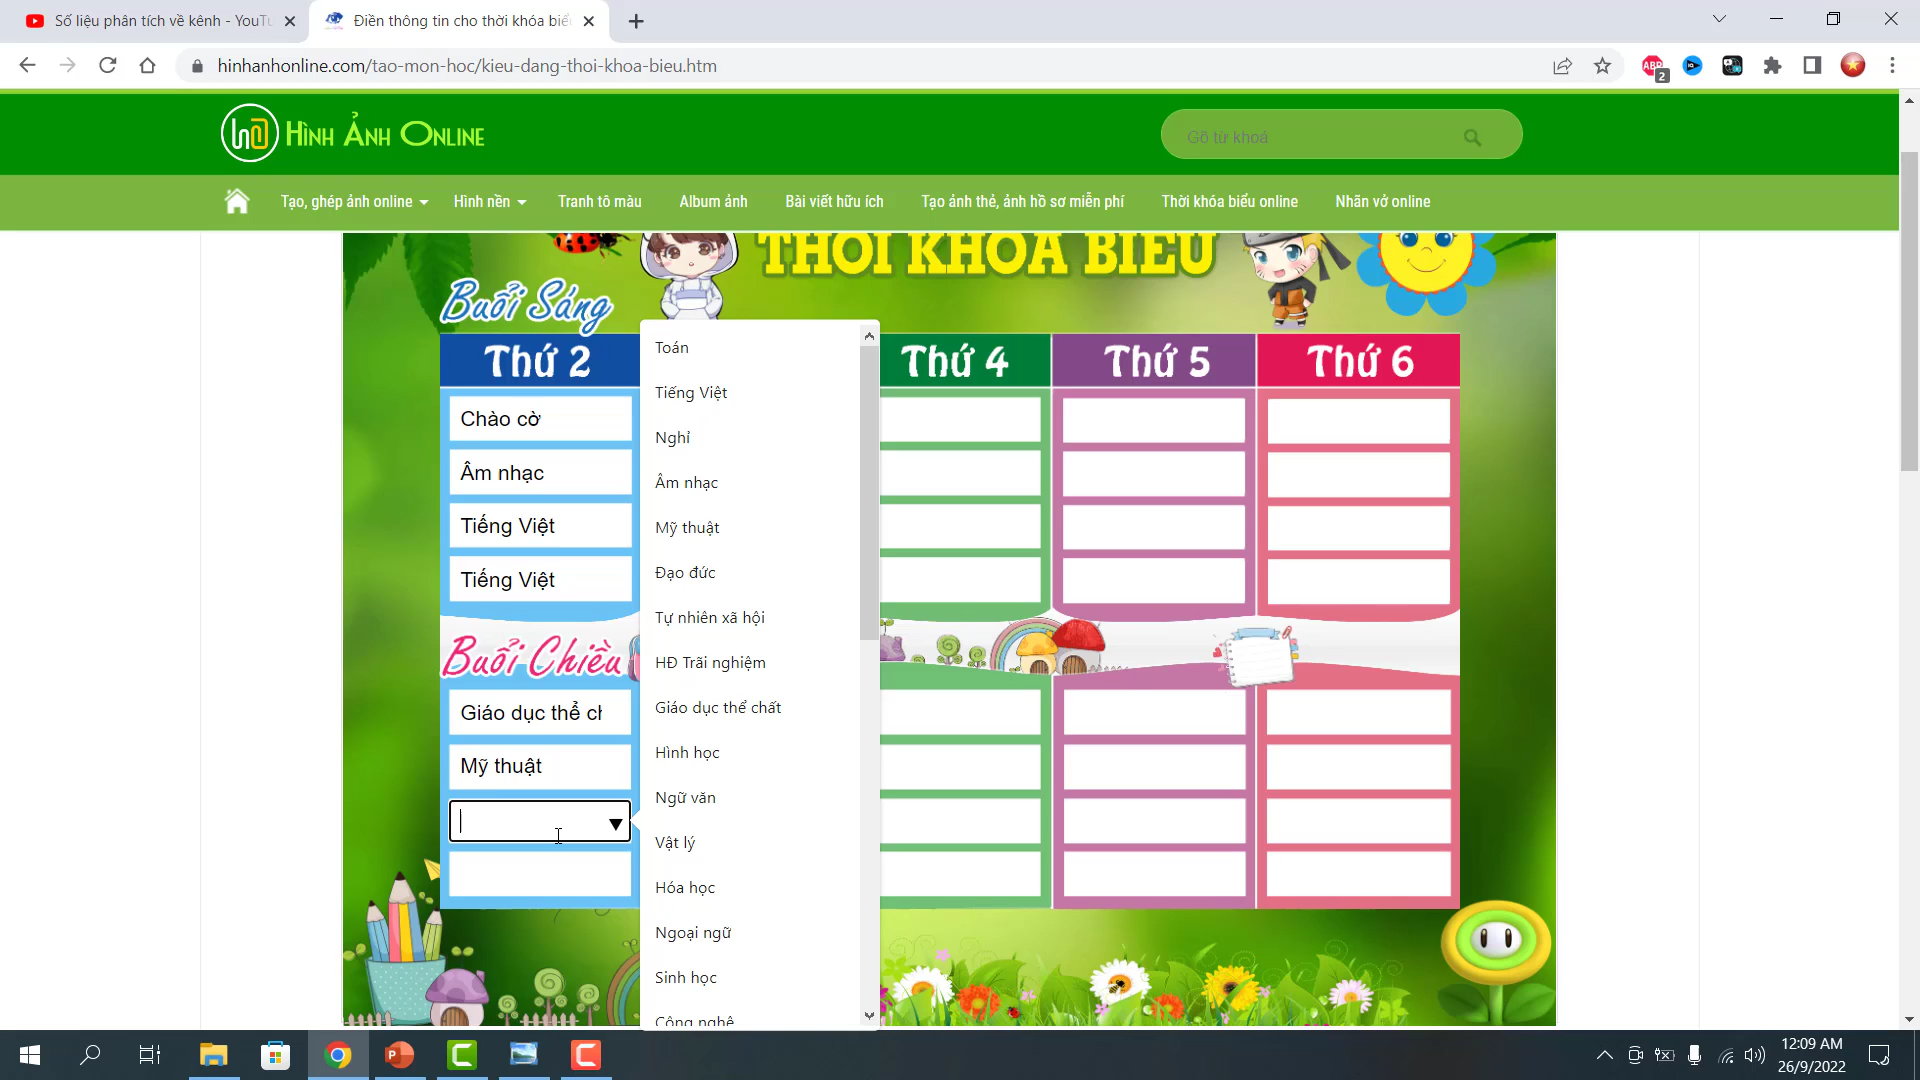 Số liệu phân tích về kênh - YouTu
Điền thông tin cho thời khóa biể
hinhanhonline.com/tao-mon-hoc/kieu-dang-thoi-khoa-bieu.htm
ABP
2
HÌNH ẢNH ONLINE
Gõ từ khoá
Tạo, ghép ảnh online
Hình nền
Tranh tô màu
Album ảnh
Bài viết hữu ích
Tạo ảnh thẻ, ảnh hồ sơ miễn phí
Thời khóa biểu online
Nhãn vở online
THỜI KHÓA BIỂU
Buổi Sáng
Thứ 2
Thứ 4
Thứ 5
Thứ 6
Chào cờ
Âm nhạc
Tiếng Việt
Tiếng Việt
Buổi Chiều
Giáo dục thể ch
Mỹ thuật
Toán
Tiếng Việt
Nghỉ
Âm nhạc
Mỹ thuật
Đạo đức
Tự nhiên xã hội
HĐ Trãi nghiệm
Giáo dục thể chất
Hình học
Ngữ văn
Vật lý
Hóa học
Ngoại ngữ
Sinh học
Công nghệ
12:09 AM
26/9/2022